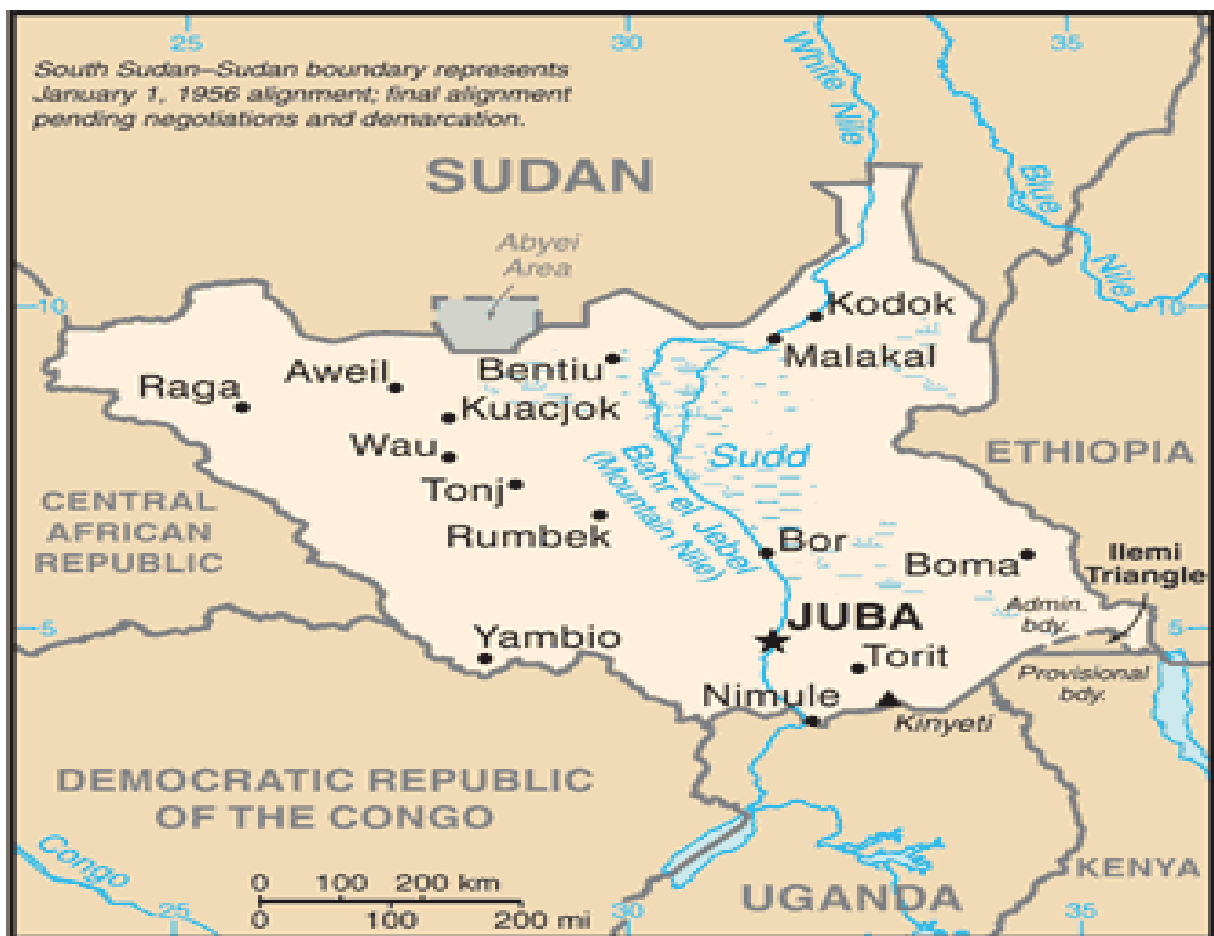 25
30
35
South Sudan–Sudan boundary represents
January 1, 1956 alignment; final alignment
pending negotiations and demarcation.
White Nile
SUDAN
Blue
Nile
Abyei
Area
10
10
Kodok
Malakal
Bentiu
Aweil
Raga
Kuacjok
Wau
Sudd
ETHIOPIA
Tonj
Bahr el Jebel
(Mountain Nile)
CENTRAL
AFRICAN
REPUBLIC
Rumbek
Bor
Boma
Ilemi
Triangle
Admin.
bdy.
JUBA
5
5
Yambio
Torit
Provisional
bdy.
Nimule
Kinyeti
DEMOCRATIC REPUBLIC
OF THE CONGO
Congo
KENYA
UGANDA
0 100 200 km
0 100 200 mi
25
30
35